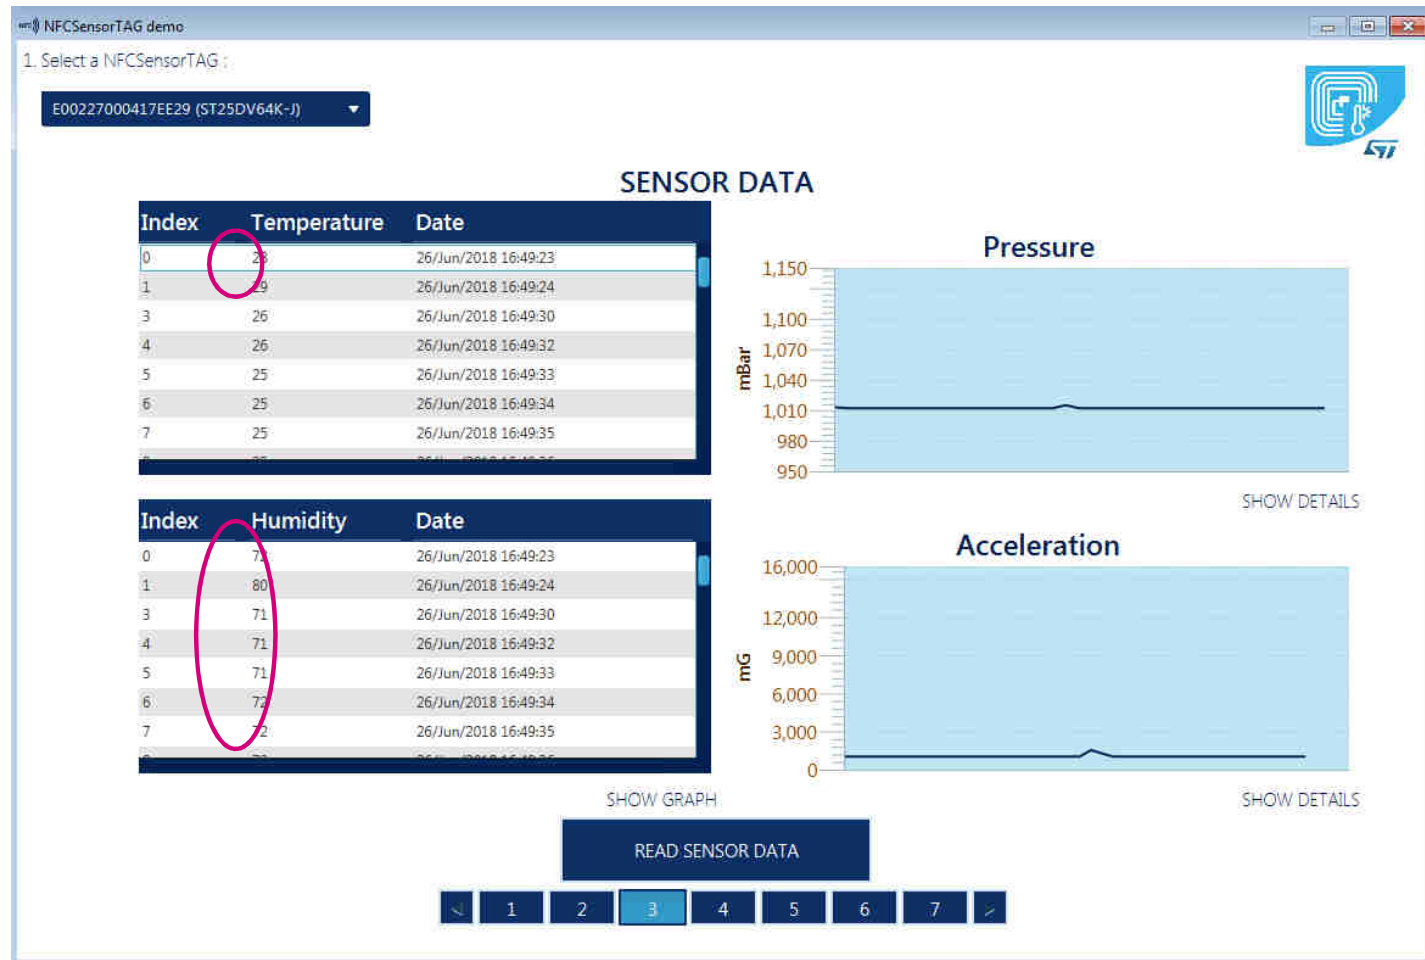 NFCSensorTAG demo
1. Select a NFCSensorTAG :
E00227000417EE29 (ST25DV64K-J)
SENSOR DATA
Index Temperature Date
0 28 26/Jun/2018 16:49:23
1 29 26/Jun/2018 16:49:24
3 26 26/Jun/2018 16:49:30
4 26 26/Jun/2018 16:49:32
5 25 26/Jun/2018 16:49:33
6 25 26/Jun/2018 16:49:34
7 25 26/Jun/2018 16:49:35
Index Humidity Date
0 72 26/Jun/2018 16:49:23
1 80 26/Jun/2018 16:49:24
3 71 26/Jun/2018 16:49:30
4 71 26/Jun/2018 16:49:32
5 71 26/Jun/2018 16:49:33
6 72 26/Jun/2018 16:49:34
7 72 26/Jun/2018 16:49:35
SHOW GRAPH
Pressure
mBar
1,150
1,100
1,070
1,040
1,010
980
950
SHOW DETAILS
Acceleration
mG
16,000
12,000
9,000
6,000
3,000
0
SHOW DETAILS
READ SENSOR DATA
< 1 2 3 4 5 6 7 >
ST